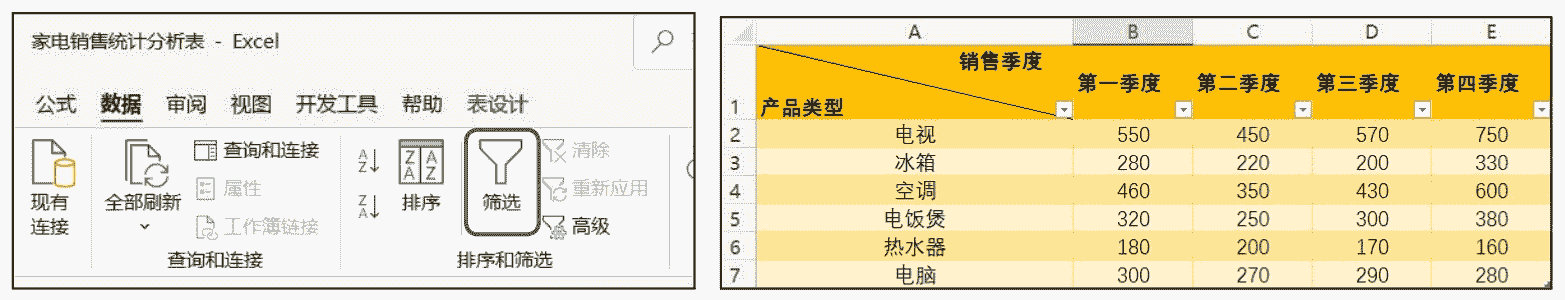 家电销售统计分析表 - Excel
公式 数据 审阅 视图 开发工具 帮助 表设计
现有连接
全部刷新
查询和连接
属性
工作簿链接
查询和连接
A Z
Z A
Z A A Z
排序
筛选
清除
重新应用
高级
排序和筛选
A B C D E
1 产品类型 销售季度 第一季度 第二季度 第三季度 第四季度
2 电视 550 450 570 750
3 冰箱 280 220 200 330
4 空调 460 350 430 600
5 电饭煲 320 250 300 380
6 热水器 180 200 170 160
7 电脑 300 270 290 280